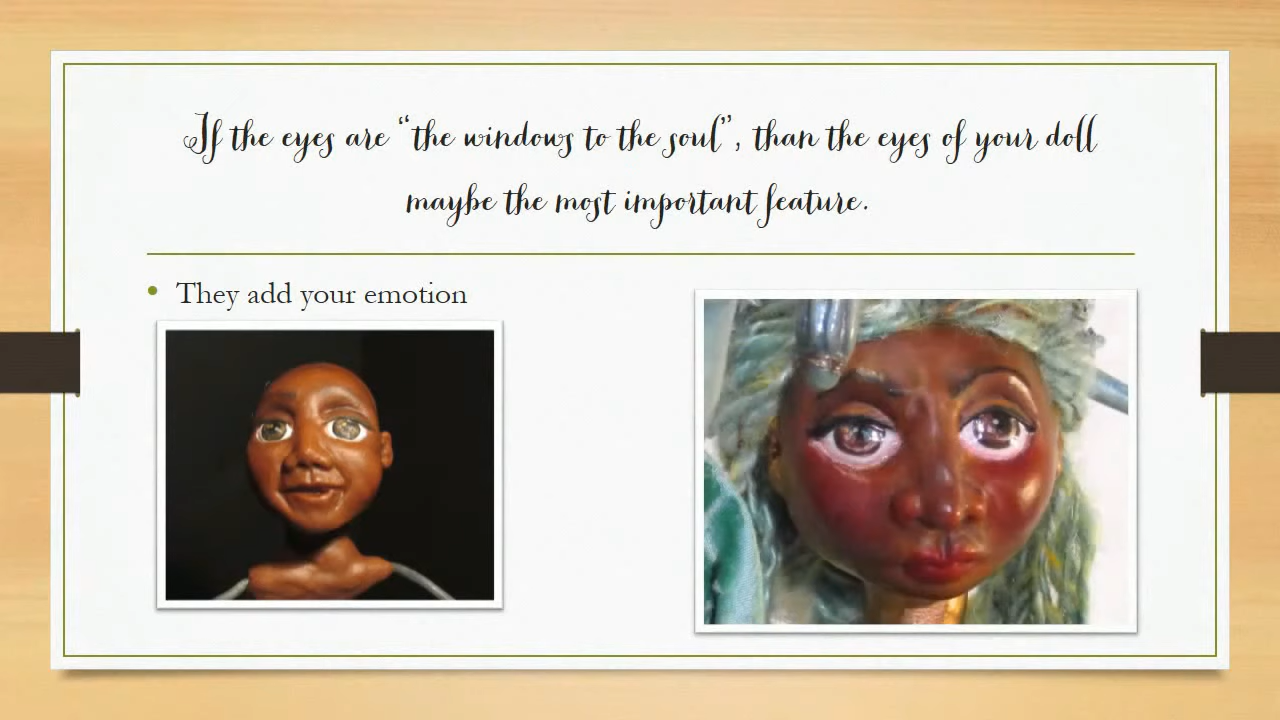 If the eyes are “the windows to the soul”, than the eyes of your doll
maybe the most important feature.
They add your emotion